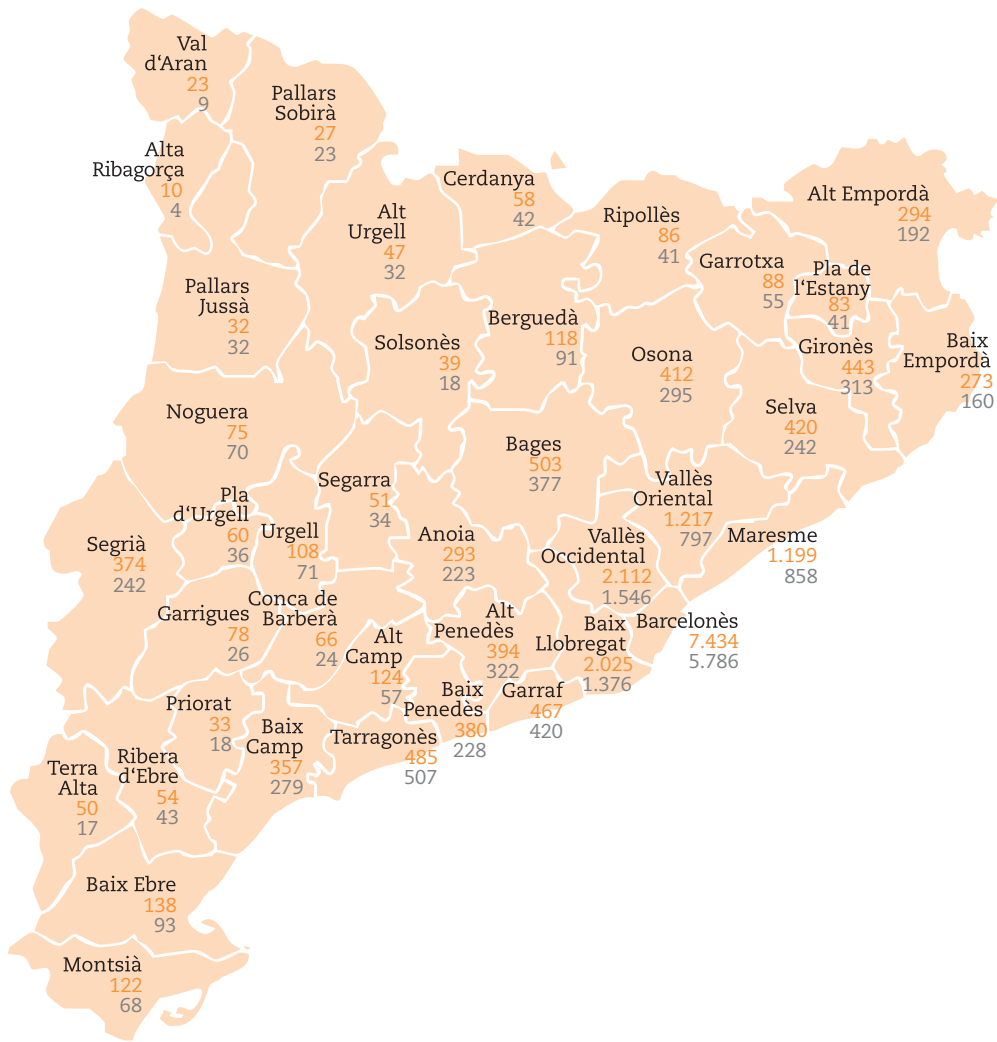 Val
d‘Aran
23
9
Pallars
Sobirà
27
23
Alta
Ribagorça
10
4
Cerdanya
58
42
Alt
Urgell
47
32
Ripollès
86
41
Alt Empordà
294
192
Garrotxa
88
55
Pla de
l‘Estany
83
41
Pallars
Jussà
32
32
Solsonès
39
18
Berguedà
118
91
Osona
412
295
Gironès
443
313
Baix
Empordà
273
160
Noguera
75
70
Selva
420
242
Bages
503
377
Segarra
51
34
Vallès
Oriental
1.217
797
Pla
d‘Urgell
60
36
Urgell
108
71
Segrià
374
242
Anoia
293
223
Vallès
Occidental
2.112
1.546
Maresme
1.199
858
Garrigues
78
26
Conca de
Barberà
66
24
Alt
Camp
124
57
Alt
Penedès
394
322
Baix
Llobregat
2.025
1.376
Barcelonès
7.434
5.786
Priorat
33
18
Baix
Camp
357
279
Tarragonès
485
507
Baix
Penedès
380
228
Garraf
467
420
Terra
Alta
50
17
Ribera
d‘Ebre
54
43
Baix Ebre
138
93
Montsià
122
68